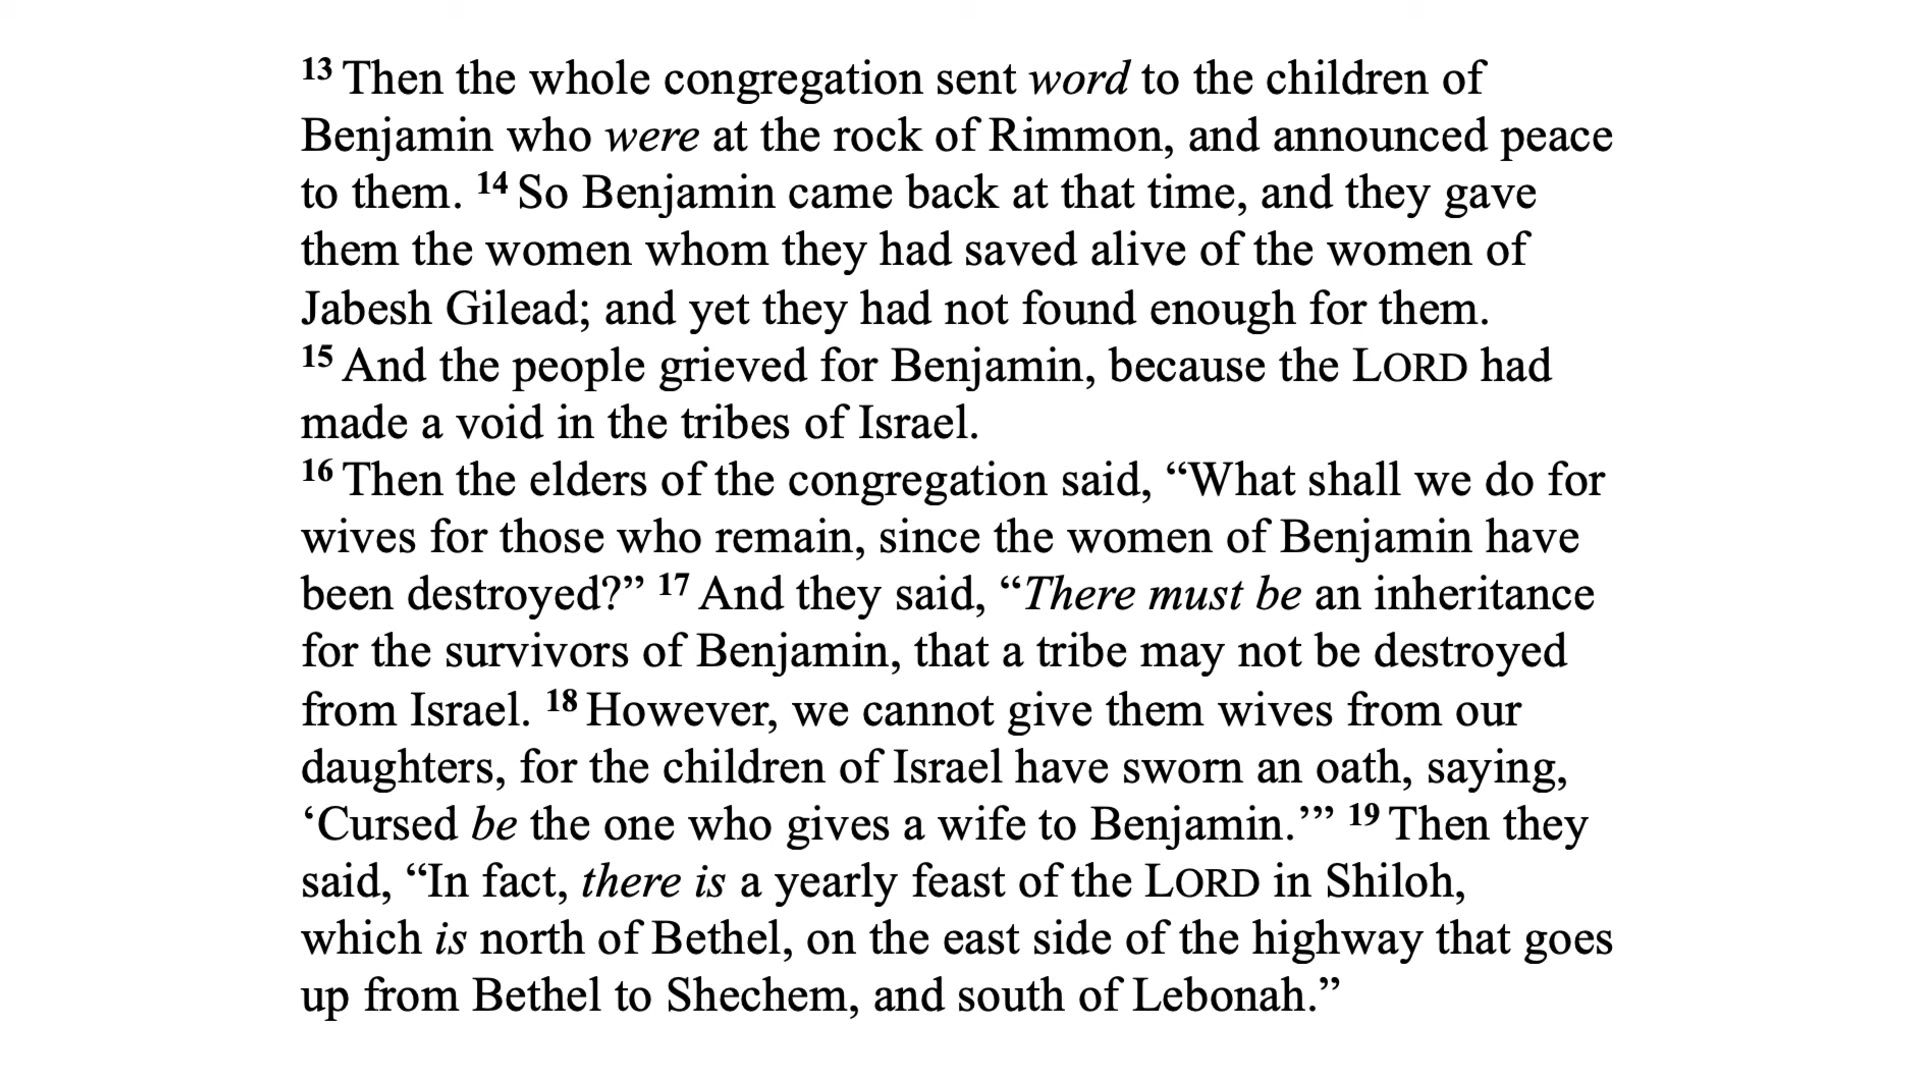 13 Then the whole congregation sent word to the children of
Benjamin who were at the rock of Rimmon, and announced peace
to them. 14 So Benjamin came back at that time, and they gave
them the women whom they had saved alive of the women of
Jabesh Gilead; and yet they had not found enough for them.
15 And the people grieved for Benjamin, because the LORD had
made a void in the tribes of Israel.
16 Then the elders of the congregation said, “What shall we do for
wives for those who remain, since the women of Benjamin have
been destroyed?” 17 And they said, “There must be an inheritance
for the survivors of Benjamin, that a tribe may not be destroyed
from Israel. 18 However, we cannot give them wives from our
daughters, for the children of Israel have sworn an oath, saying,
‘Cursed be the one who gives a wife to Benjamin.’” 19 Then they
said, “In fact, there is a yearly feast of the LORD in Shiloh,
which is north of Bethel, on the east side of the highway that goes
up from Bethel to Shechem, and south of Lebonah.”